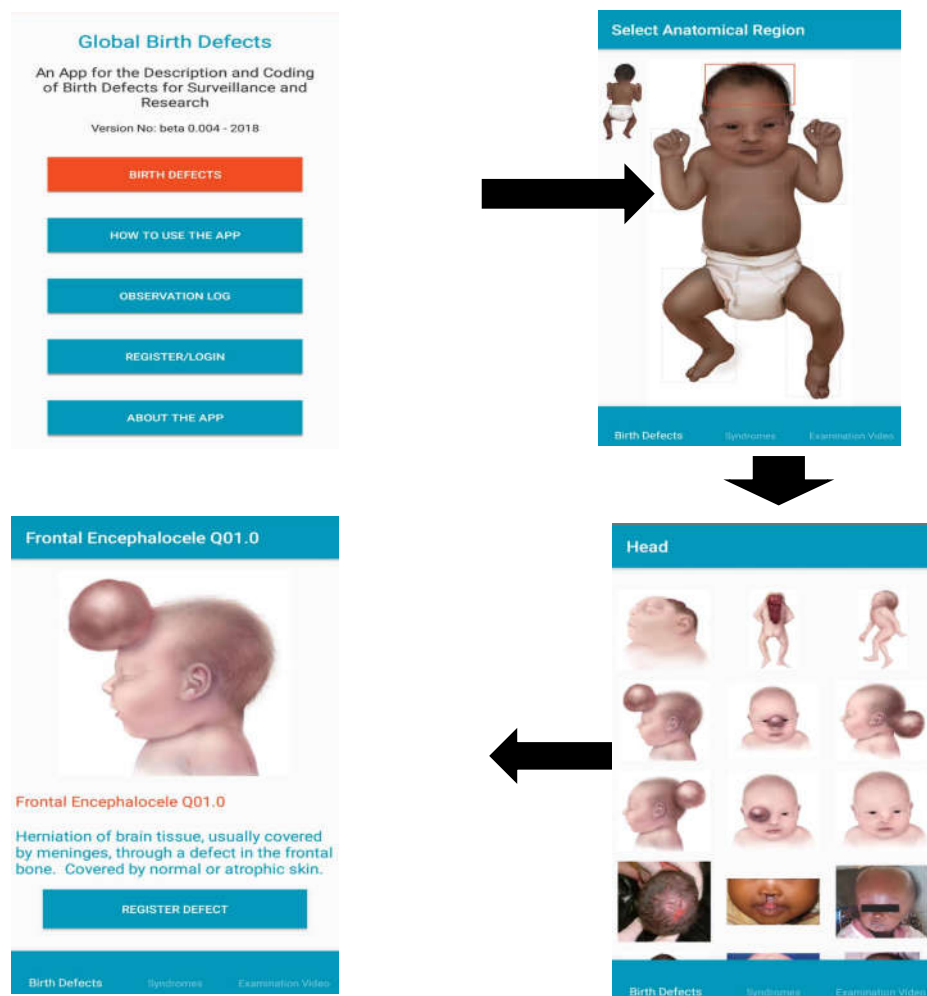 Global Birth Defects
An App for the Description and Coding
of Birth Defects for Surveillance and
Research
Version No: beta 0.004 - 2018
BIRTH DEFECTS
HOW TO USE THE APP
OBSERVATION LOG
REGISTER/LOGIN
ABOUT THE APP
Select Anatomical Region
Birth Defects Syndromes Examination Video
Head
Birth Defects Syndromes Examination Video
Frontal Encephalocele Q01.0
Frontal Encephalocele Q01.0
Herniation of brain tissue, usually covered
by meninges, through a defect in the frontal
bone. Covered by normal or atrophic skin.
REGISTER DEFECT
Birth Defects Syndromes Examination Video